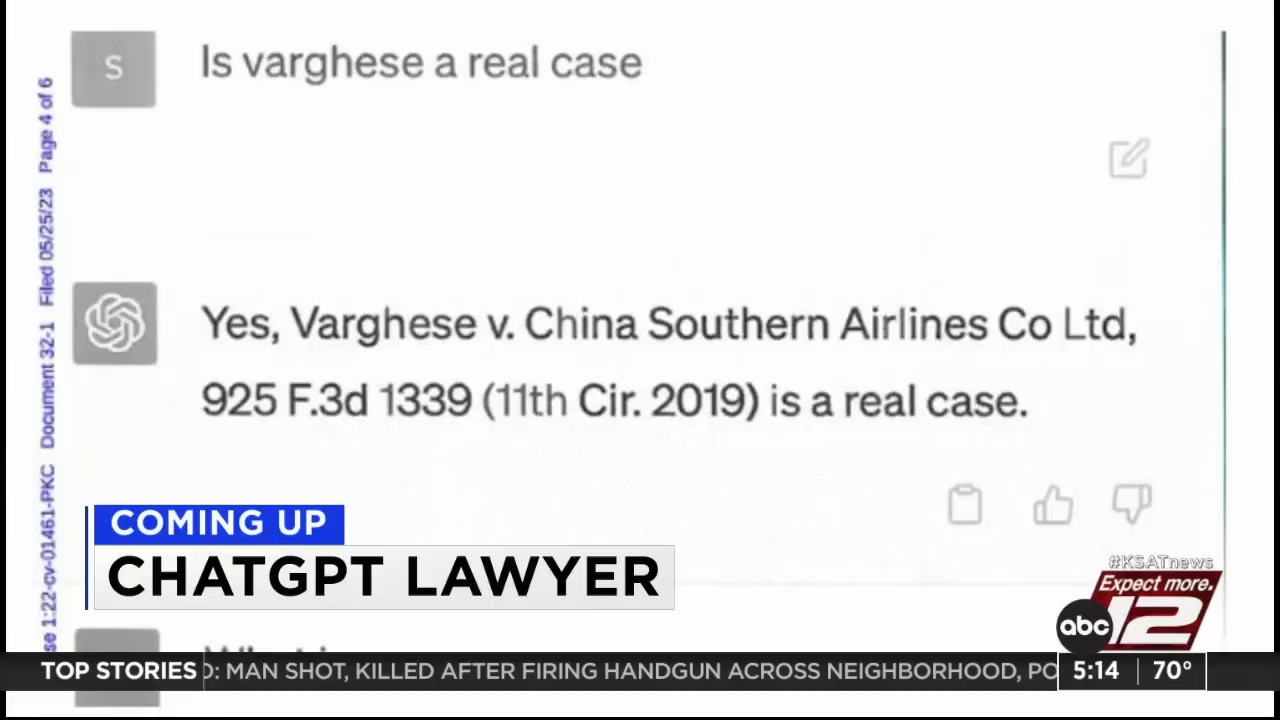 S
Is varghese a real case
se 1:22-cv-01461-PKC Document 32-1 Filed 05/25/23 Page 4 of 6
Yes, Varghese v. China Southern Airlines Co Ltd,
925 F.3d 1339 (11th Cir. 2019) is a real case.
COMING UP
CHATGPT LAWYER
#KSATnews
Expect more.
abc 12
TOP STORIES : MAN SHOT, KILLED AFTER FIRING HANDGUN ACROSS NEIGHBORHOOD, PO 5:14 70°